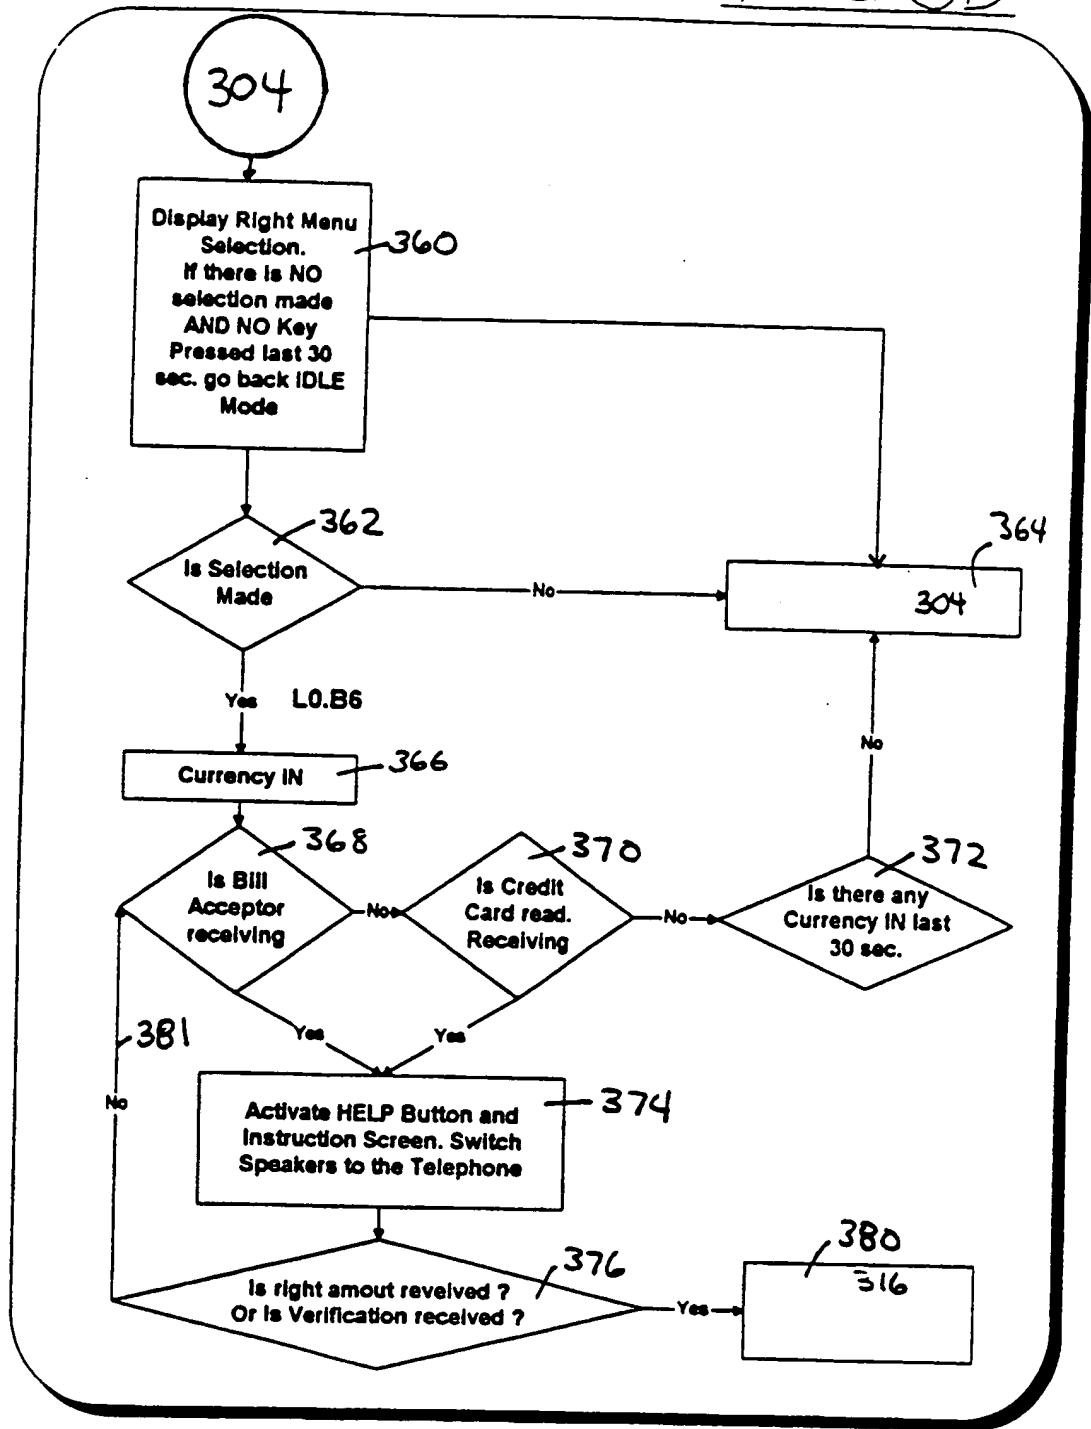 304
Display Right Menu
Selection.
If there is NO
selection made
AND NO Key
Pressed last 30
sec. go back IDLE
Mode
360
362
Is Selection
Made
No
364
304
Yes L0.B6
Currency IN
366
No
368
Is Bill
Acceptor
receiving
No
370
Is Credit
Card read.
Receiving
No
372
Is there any
Currency IN last
30 sec.
Yes
Yes
381
No
Activate HELP Button and
Instruction Screen. Switch
Speakers to the Telephone
374
376
Is right amout reveived ?
Or Is Verification received ?
Yes
380
316